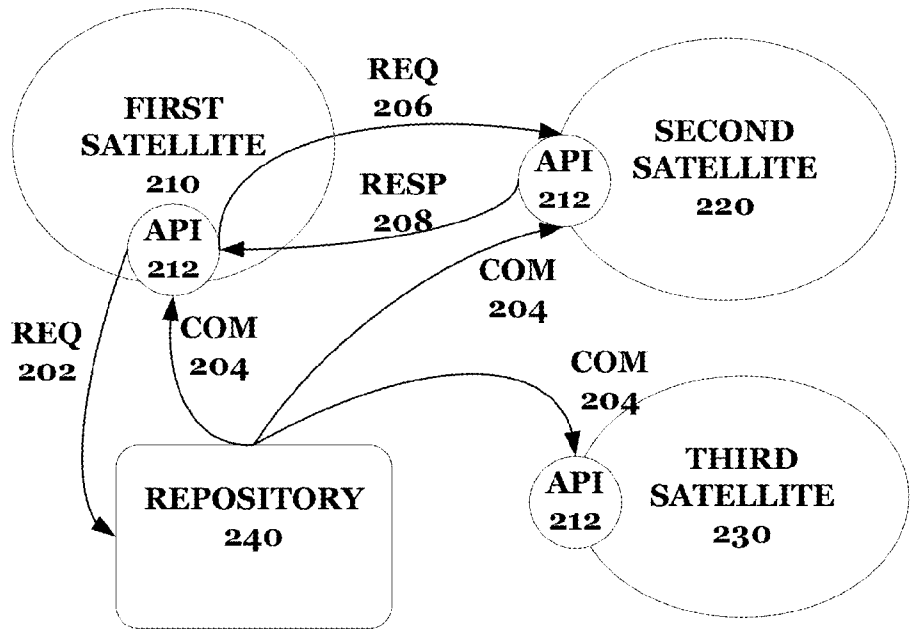 REQ
206
FIRST
SATELLITE
210
SECOND
SATELLITE
220
API
212
RESP
208
API
212
COM
204
REQ
202
COM
204
COM
204
REPOSITORY
240
API
212
THIRD
SATELLITE
230